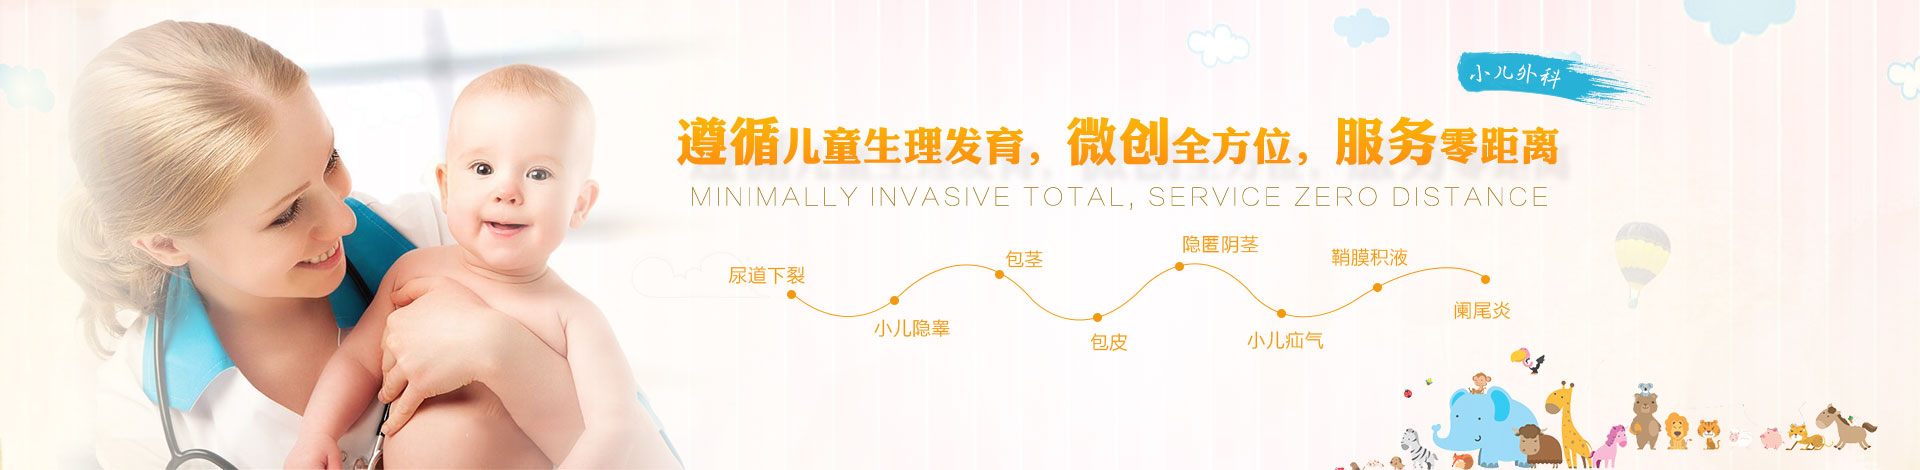 小儿外科
遵循儿童生理发育，微创全方位，服务零距离
MINIMALLY INVASIVE TOTAL, SERVICE ZERO DISTANCE
尿道下裂
小儿隐睾
包茎
包皮
隐匿阴茎
小儿疝气
鞘膜积液
阑尾炎